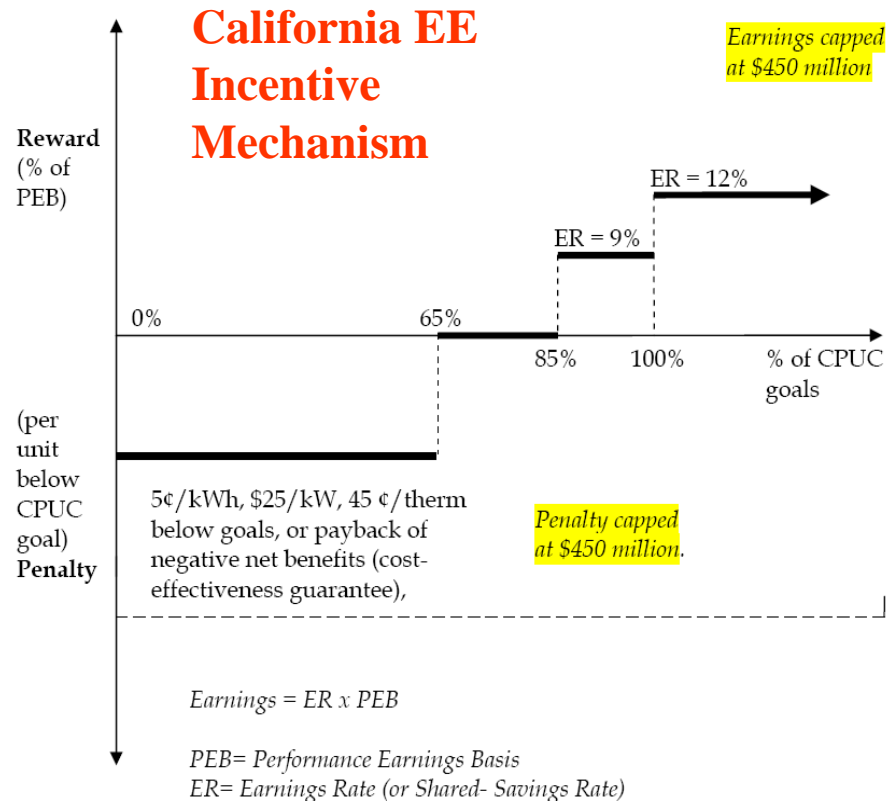 California EE
Incentive
Mechanism
Earnings capped
at $450 million
Reward
(% of
PEB)
ER = 12%
ER = 9%
0%
65%
85%
100%
% of CPUC
goals
(per
unit
below
CPUC
goal)
Penalty
5¢/kWh, $25/kW, 45 ¢/therm
below goals, or payback of
negative net benefits (cost-
effectiveness guarantee),
Penalty capped
at $450 million.
Earnings = ER x PEB
PEB= Performance Earnings Basis
ER= Earnings Rate (or Shared- Savings Rate)